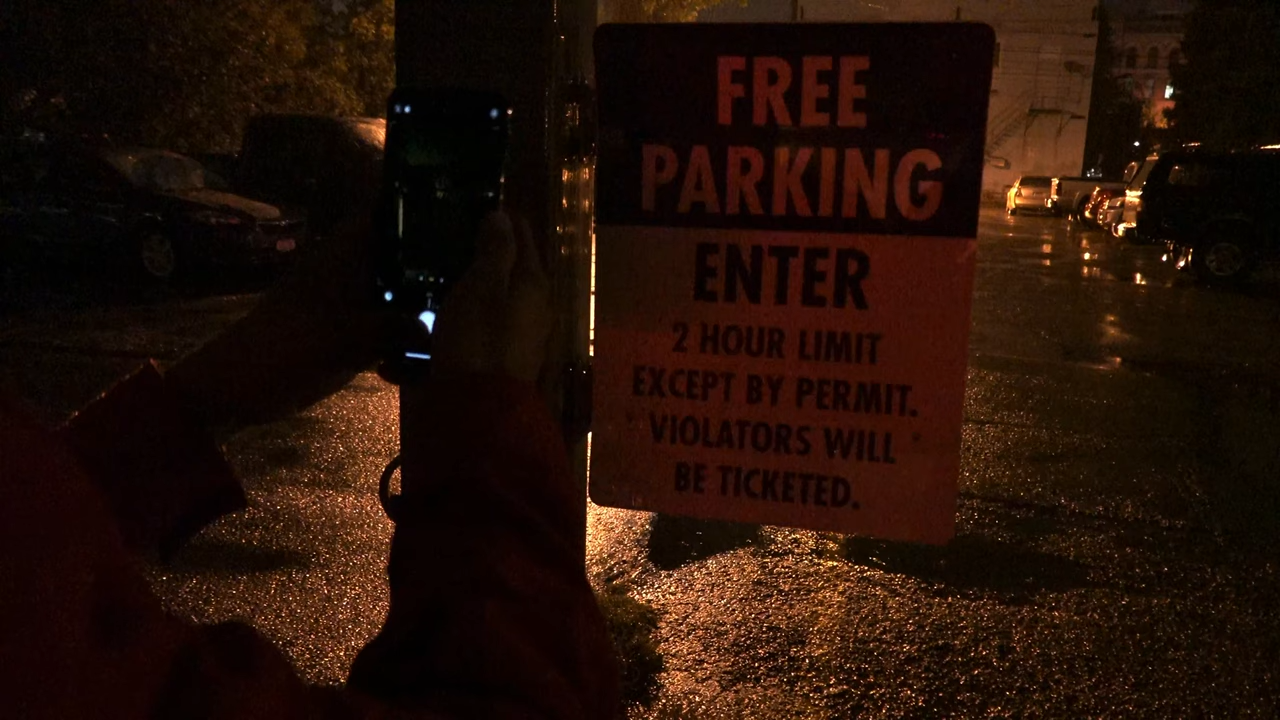 FREE
PARKING
ENTER
2 HOUR LIMIT
EXCEPT BY PERMIT.
VIOLATORS WILL
BE TICKETED.